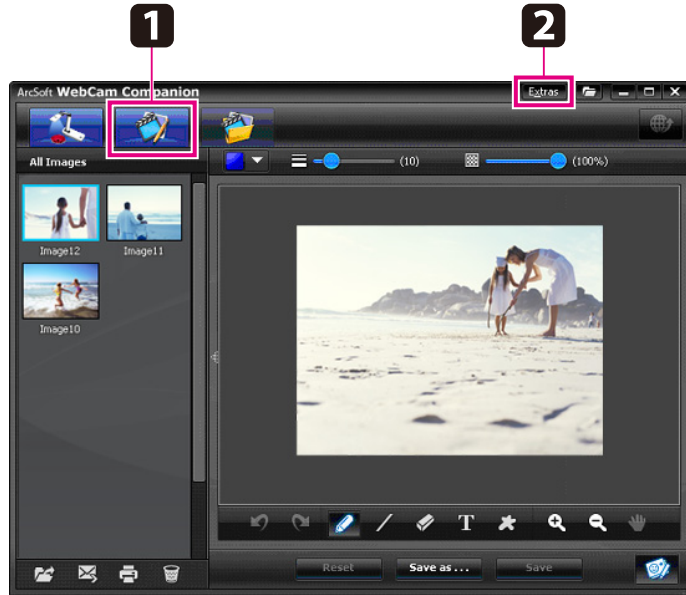 1
2
ArcSoft WebCam Companion
Extras
All Images
(10)
(100%)
Image12
Image11
Image10
T
Reset
Save as ...
Save